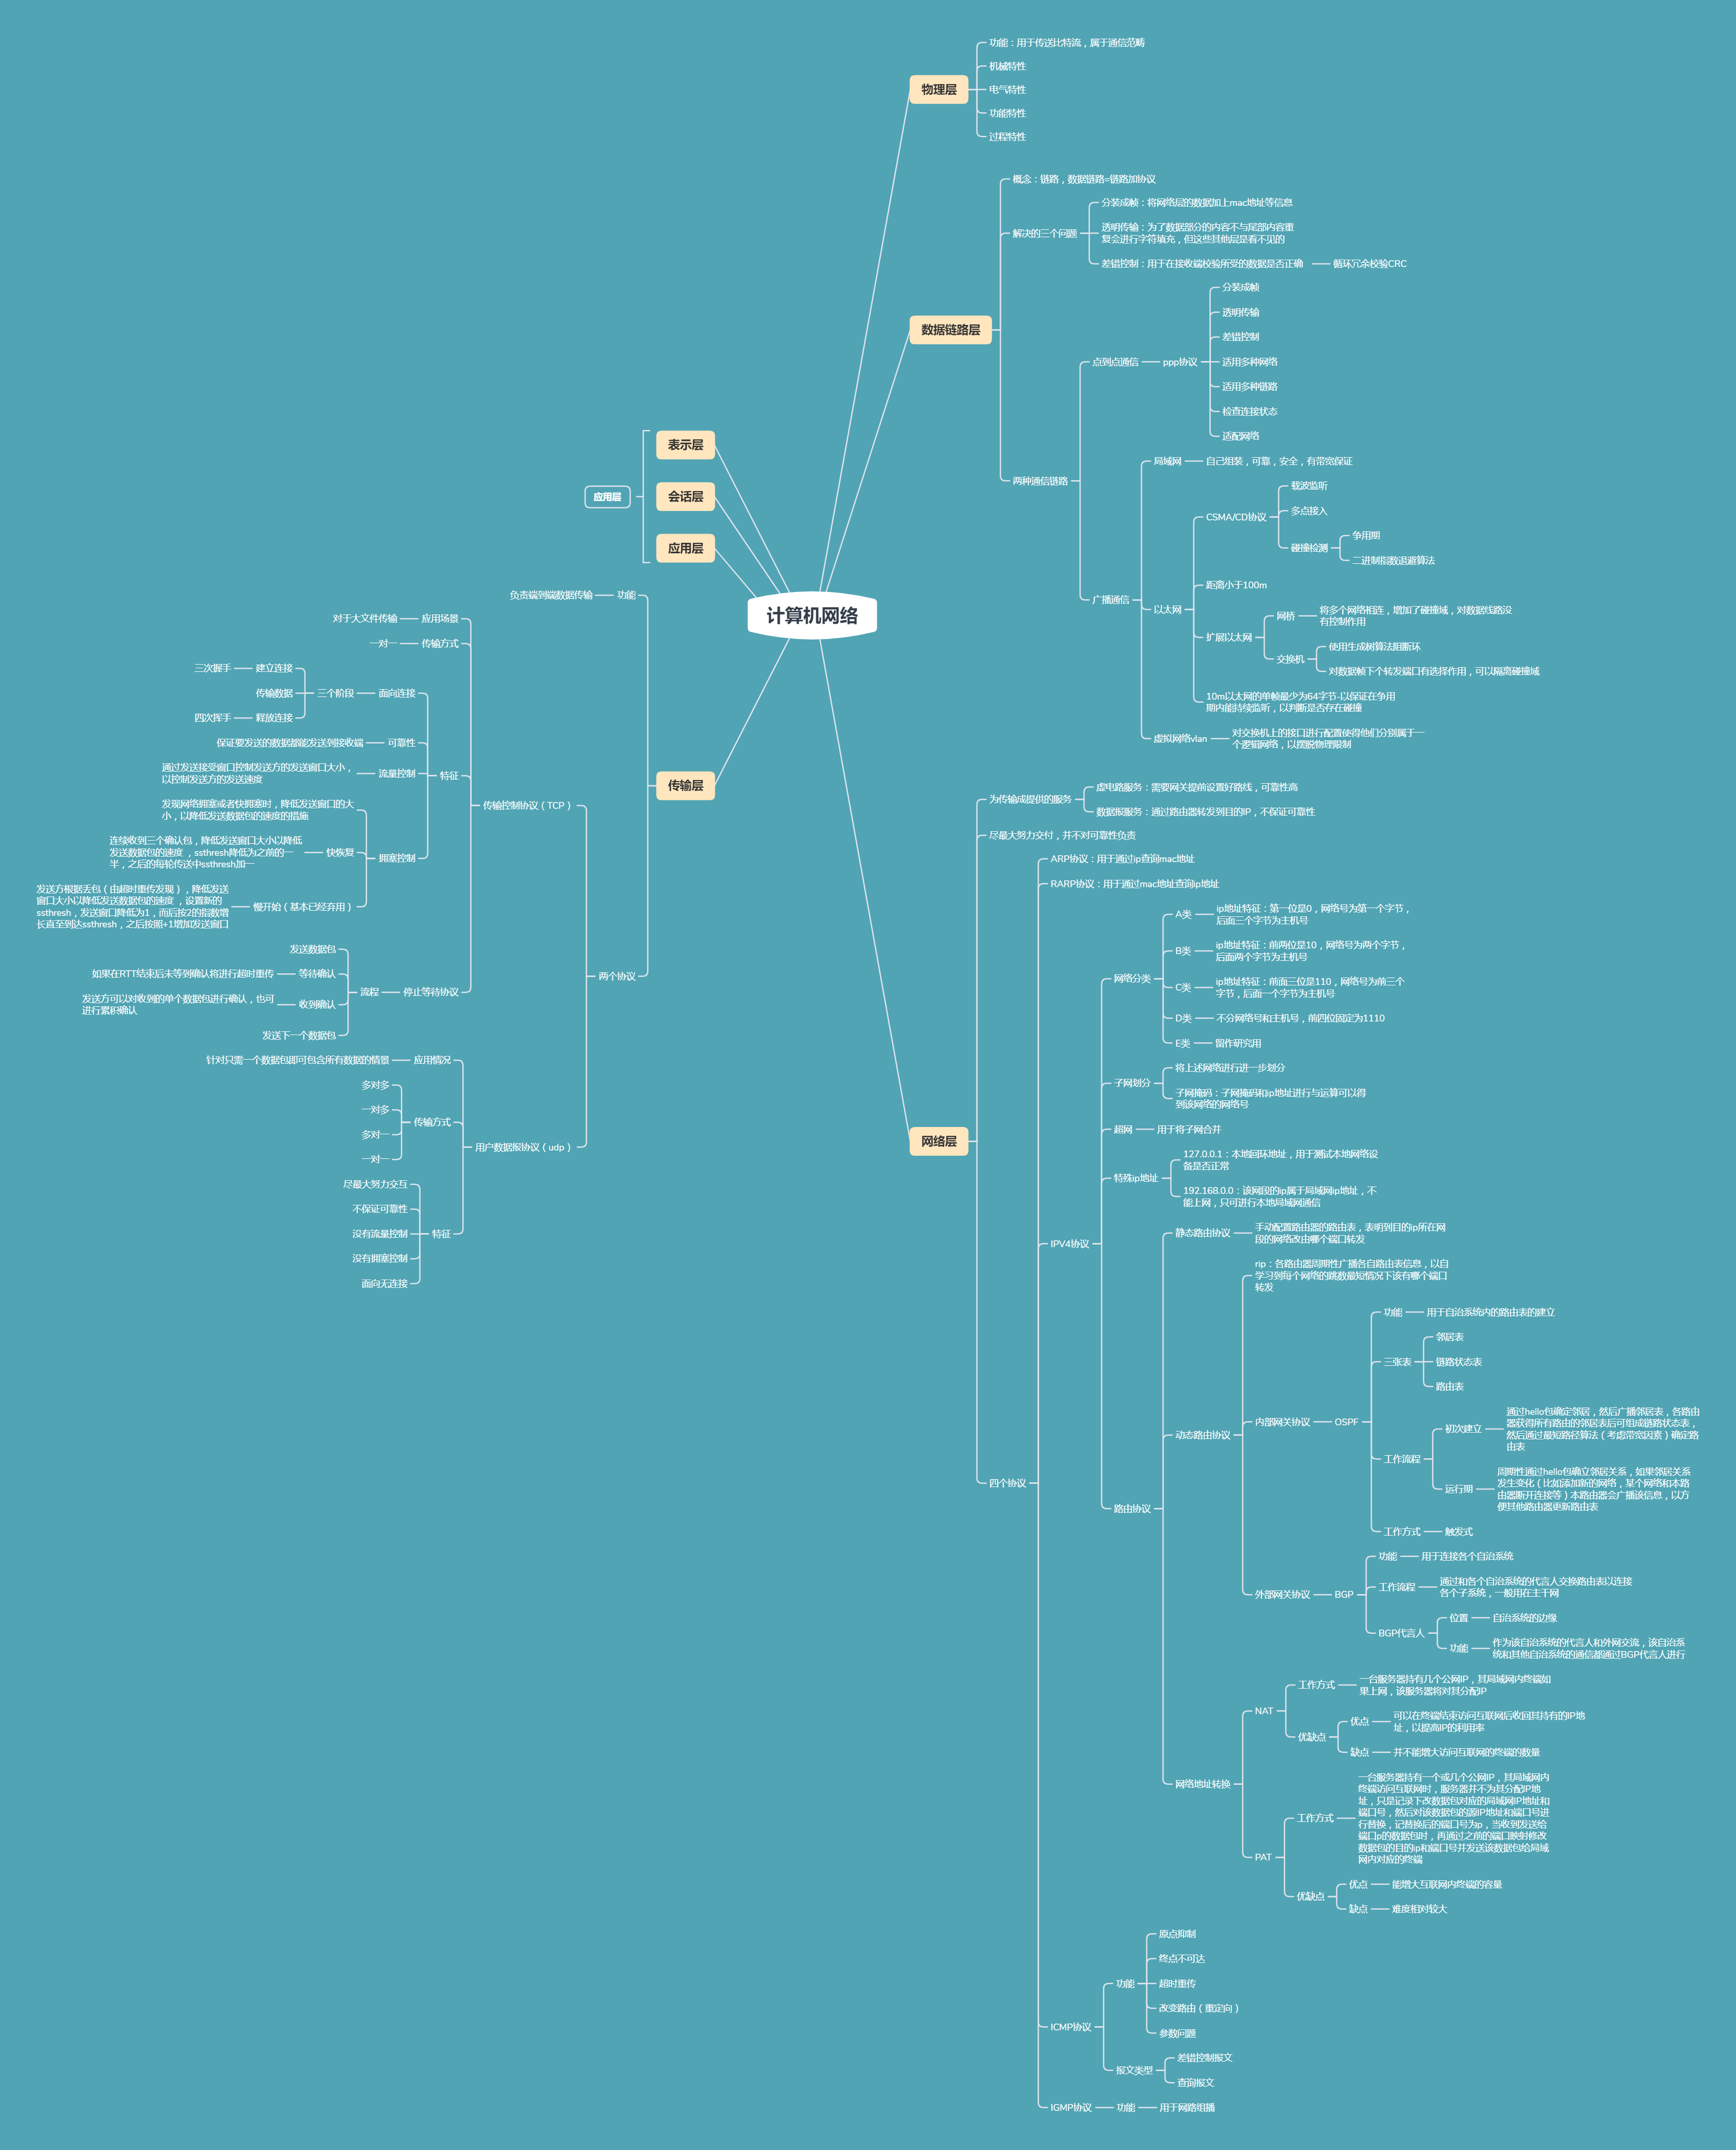 计算机网络
物理层
功能：用于传送比特流，属于通信范畴
机械特性
电气特性
功能特性
过程特性
数据链路层
概念：链路，数据链路=链路加协议
解决的三个问题
分装成帧：将网络层的数据加上mac地址等信息
透明传输：为了数据部分的内容不与尾部内容重
复会进行字符填充，但这些其他层是看不见的
差错控制：用于在接收端校验所受的数据是否正确
循环冗余校验CRC
两种通信链路
点到点通信
ppp协议
分装成帧
透明传输
差错控制
适用多种网络
适用多种链路
检查连接状态
适配网络
广播通信
局域网
自己组装，可靠，安全，有带宽保证
以太网
CSMA/CD协议
载波监听
多点接入
碰撞检测
争用期
二进制指数退避算法
距离小于100m
扩展以太网
网桥
将多个网络相连，增加了碰撞域，对数据线路没
有控制作用
交换机
使用生成树算法阻断环
对数据帧下个转发端口有选择作用，可以隔离碰撞域
10m以太网的单帧最少为64字节-以保证在争用
期内能持续监听，以判断是否存在碰撞
虚拟网络vlan
对交换机上的接口进行配置使得他们分别属于一
个逻辑网络，以摆脱物理限制
网络层
为传输成提供的服务
虚电路服务：需要网关提前设置好路线，可靠性高
数据报服务：通过路由器转发到目的IP，不保证可靠性
尽最大努力交付，并不对可靠性负责
四个协议
ARP协议：用于通过ip查询mac地址
RARP协议：用于通过mac地址查询ip地址
IPV4协议
网络分类
A类
ip地址特征：第一位是0，网络号为第一个字节，
后面三个字节为主机号
B类
ip地址特征：前两位是10，网络号为两个字节，
后面两个字节为主机号
C类
ip地址特征：前面三位是110，网络号为前三个
字节，后面一个字节为主机号
D类
不分网络号和主机号，前四位固定为1110
E类
留作研究用
子网划分
将上述网络进行进一步划分
子网掩码：子网掩码和ip地址进行与运算可以得
到该网络的网络号
超网
用于将子网合并
特殊ip地址
127.0.0.1：本地回环地址，用于测试本地网络设
备是否正常
192.168.0.0：该网段的ip属于局域网ip地址，不
能上网，只可进行本地局域网通信
路由协议
静态路由协议
手动配置路由器的路由表，表明到目的ip所在网
段的网络改由哪个端口转发
动态路由协议
rip：各路由器周期性广播各自路由表信息，以自
学习到每个网络的跳数最短情况下该有哪个端口
转发
内部网关协议
OSPF
功能
用于自治系统内的路由表的建立
三张表
邻居表
链路状态表
路由表
工作流程
初次建立
通过hello包确定邻居，然后广播邻居表，各路由
器获得所有路由的邻居表后可组成链路状态表，
然后通过最短路径算法（考虑带宽因素）确定路
由表
运行期
周期性通过hello包确立邻居关系，如果邻居关系
发生变化（比如添加新的网络，某个网络和本路
由器断开连接等）本路由器会广播该信息，以方
便其他路由器更新路由表
工作方式
触发式
外部网关协议
BGP
功能
用于连接各个自治系统
工作流程
通过和各个自治系统的代言人交换路由表以连接
各个子系统，一般用在主干网
BGP代言人
位置
自治系统的边缘
功能
作为该自治系统的代言人和外网交流，该自治系
统和其他自治系统的通信都通过BGP代言人进行
网络地址转换
NAT
工作方式
一台服务器持有几个公网IP，其局域网内终端如
果上网，该服务器将对其分配IP
优缺点
优点
可以在终端结束访问互联网后收回其持有的IP地
址，以提高IP的利用率
缺点
并不能增大访问互联网的终端的数量
PAT
工作方式
一台服务器持有一个或几个公网IP，其局域网内
终端访问互联网时，服务器并不为其分配IP地
址，只是记录下改数据包对应的局域网IP地址和
端口号，然后对该数据包的源IP地址和端口号进
行替换，记替换后的端口号为p，当收到发送给
端口p的数据包时，再通过之前的端口映射修改
数据包的目的ip和端口号并发送该数据包给局域
网内对应的终端
优缺点
优点
能增大互联网内终端的容量
缺点
难度相对较大
ICMP协议
功能
原点抑制
终点不可达
超时重传
改变路由（重定向）
参数问题
报文类型
差错控制报文
查询报文
IGMP协议
功能
用于网路组播
表示层
会话层
应用层
应用层
传输层
功能
负责端到端数据传输
两个协议
传输控制协议（TCP）
应用场景
对于大文件传输
传输方式
一对一
特征
面向连接
三个阶段
建立连接
三次握手
传输数据
释放连接
四次挥手
可靠性
保证要发送的数据都能发送到接收端
流量控制
通过发送接受窗口控制发送方的发送窗口大小，
以控制发送方的发送速度
拥塞控制
发现网络拥塞或者快拥塞时，降低发送窗口的大
小，以降低发送数据包的速度的措施
快恢复
连续收到三个确认包，降低发送窗口大小以降低
发送数据包的速度，ssthresh降低为之前的一
半，之后的每轮传送中ssthresh加一
慢开始（基本已经弃用）
发送方根据丢包（由超时重传发现），降低发送
窗口大小以降低发送数据包的速度，设置新的
ssthresh，发送窗口降低为1，而后按2的指数增
长直至到达ssthresh，之后按照+1增加发送窗口
停止等待协议
流程
发送数据包
等待确认
如果在RTT结束后未等到确认将进行超时重传
收到确认
发送方可以对收到的单个数据包进行确认，也可
进行累积确认
发送下一个数据包
用户数据报协议（udp）
应用情况
针对只需一个数据包即可包含所有数据的情景
传输方式
多对多
一对多
多对一
一对一
特征
尽最大努力交互
不保证可靠性
没有流量控制
没有拥塞控制
面向无连接